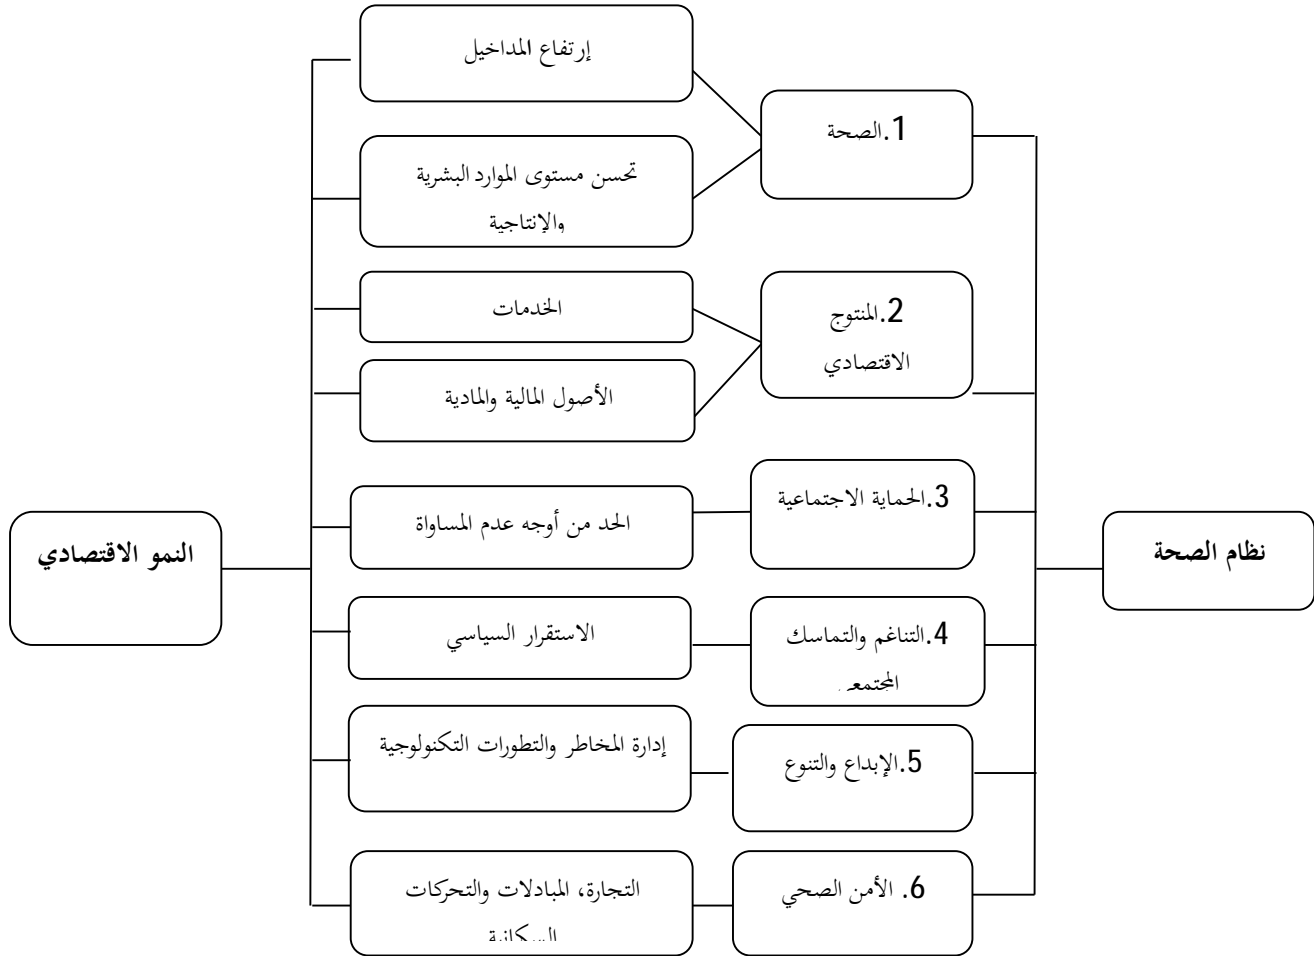 نظام الصحة
1.الصحة
إرتفاع المداخيل
تحسن مستوى الموارد البشرية
والإنتاجية
2.المنتوج
الاقتصادي
الخدمات
الأصول المالية والمادية
3.الحماية الاجتماعية
الحد من أوجه عدم المساواة
4.التناغم والتماسك
المجتمعي
الاستقرار السياسي
5.الإبداع والتنوع
إدارة المخاطر والتطورات التكنولوجية
6. الأمن الصحي
التجارة، المبادلات والتحركات
السكانية
النمو الاقتصادي